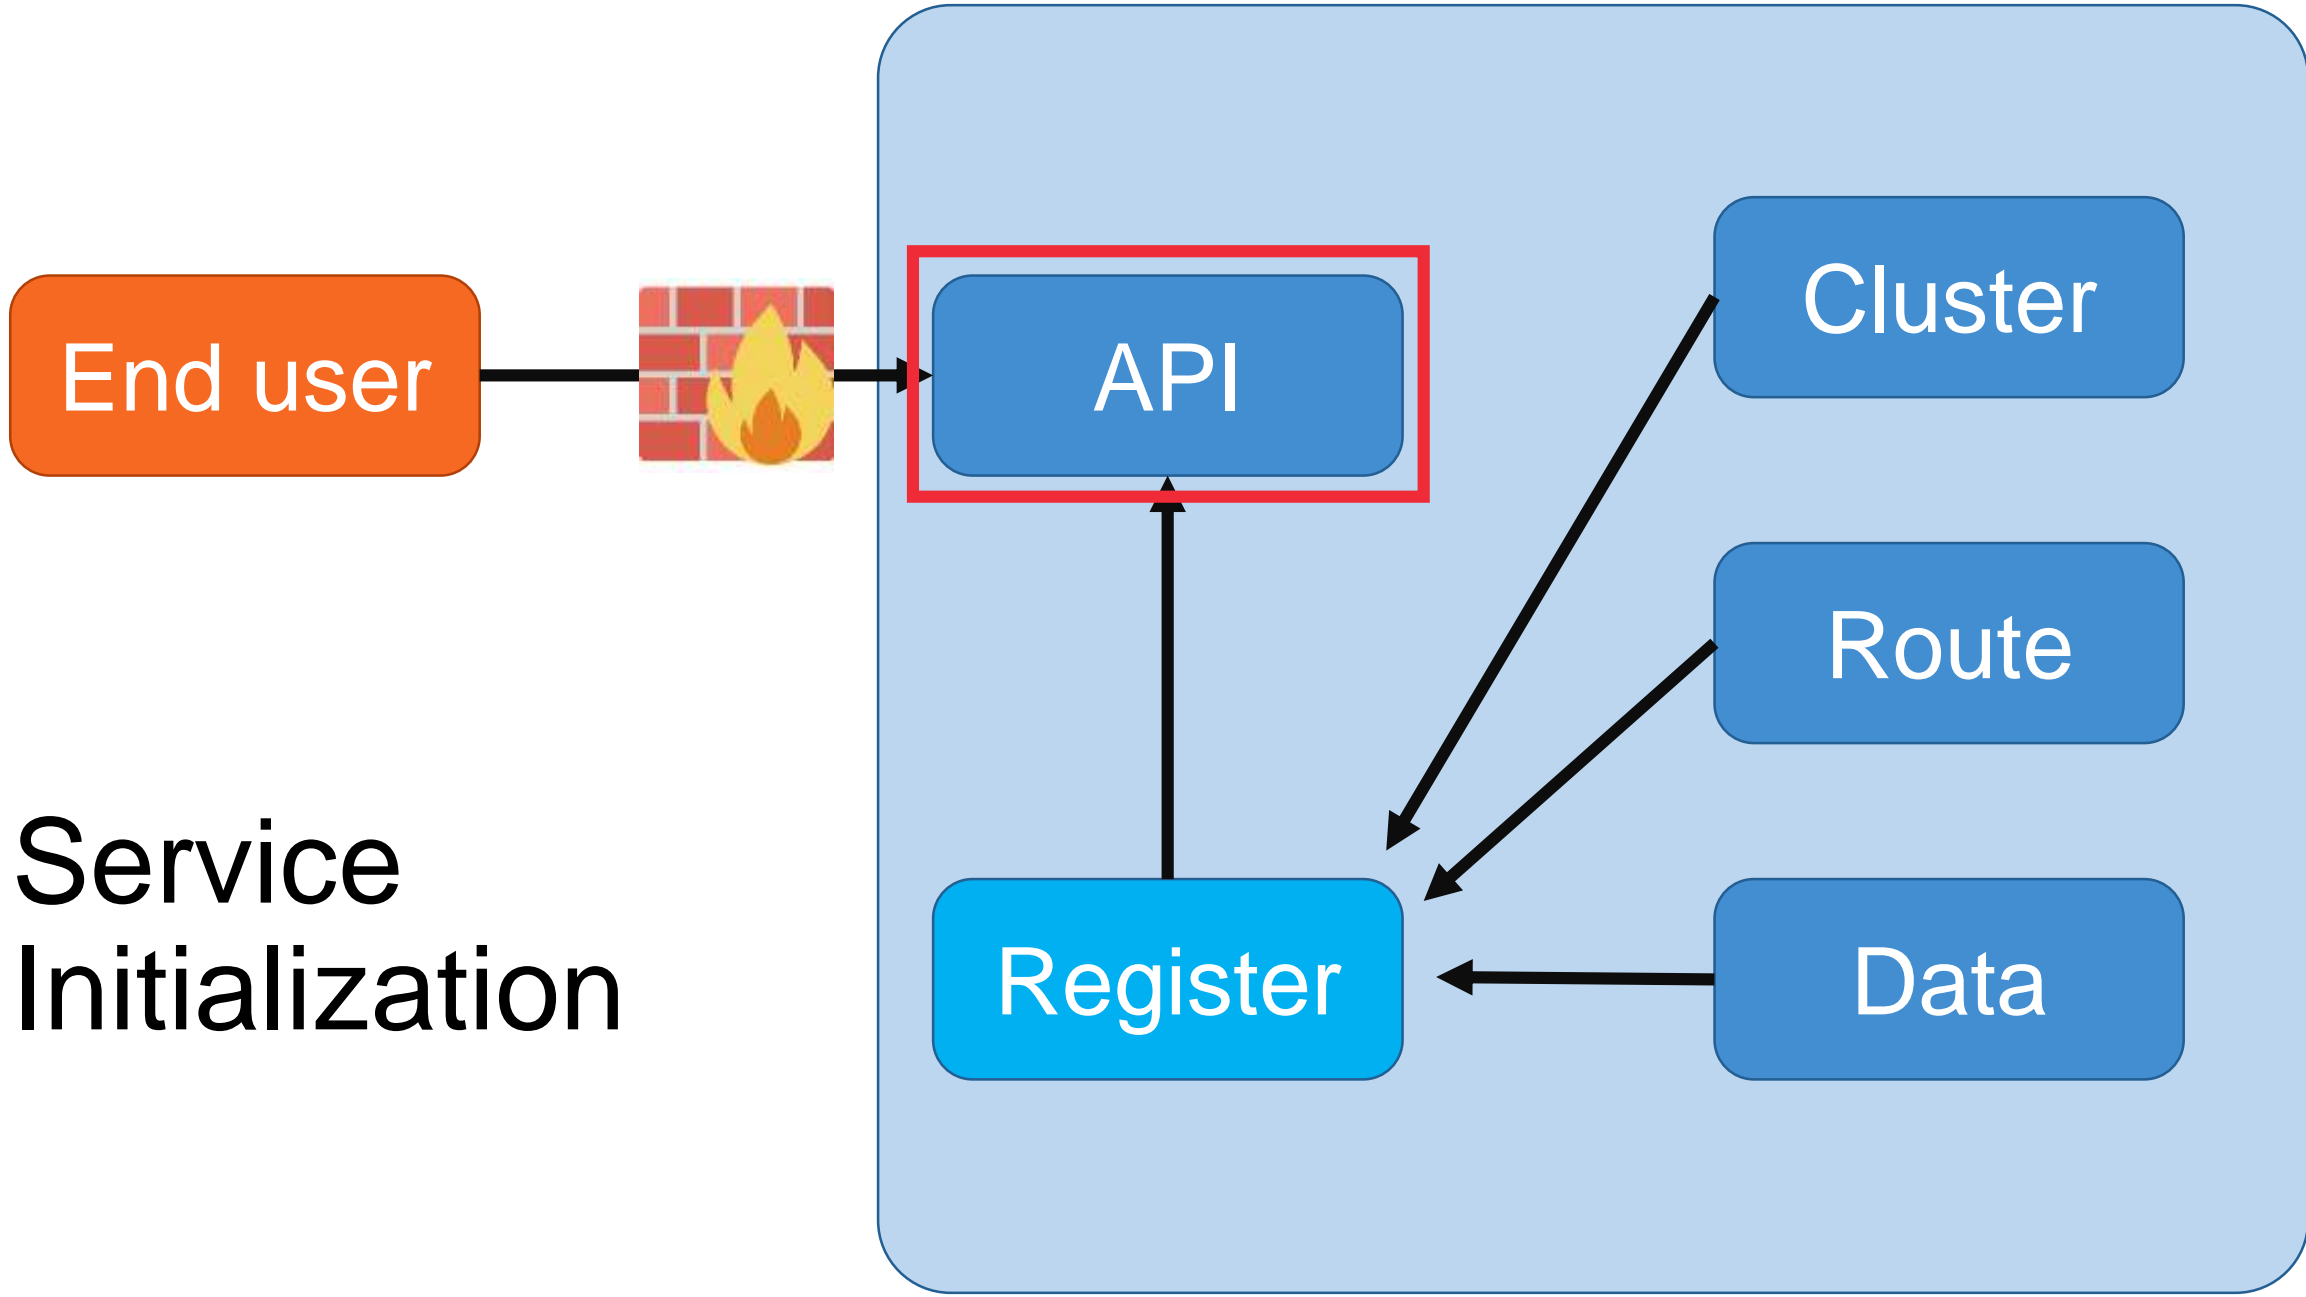 End user
API
Cluster
Route
Register
Data
Service
Initialization